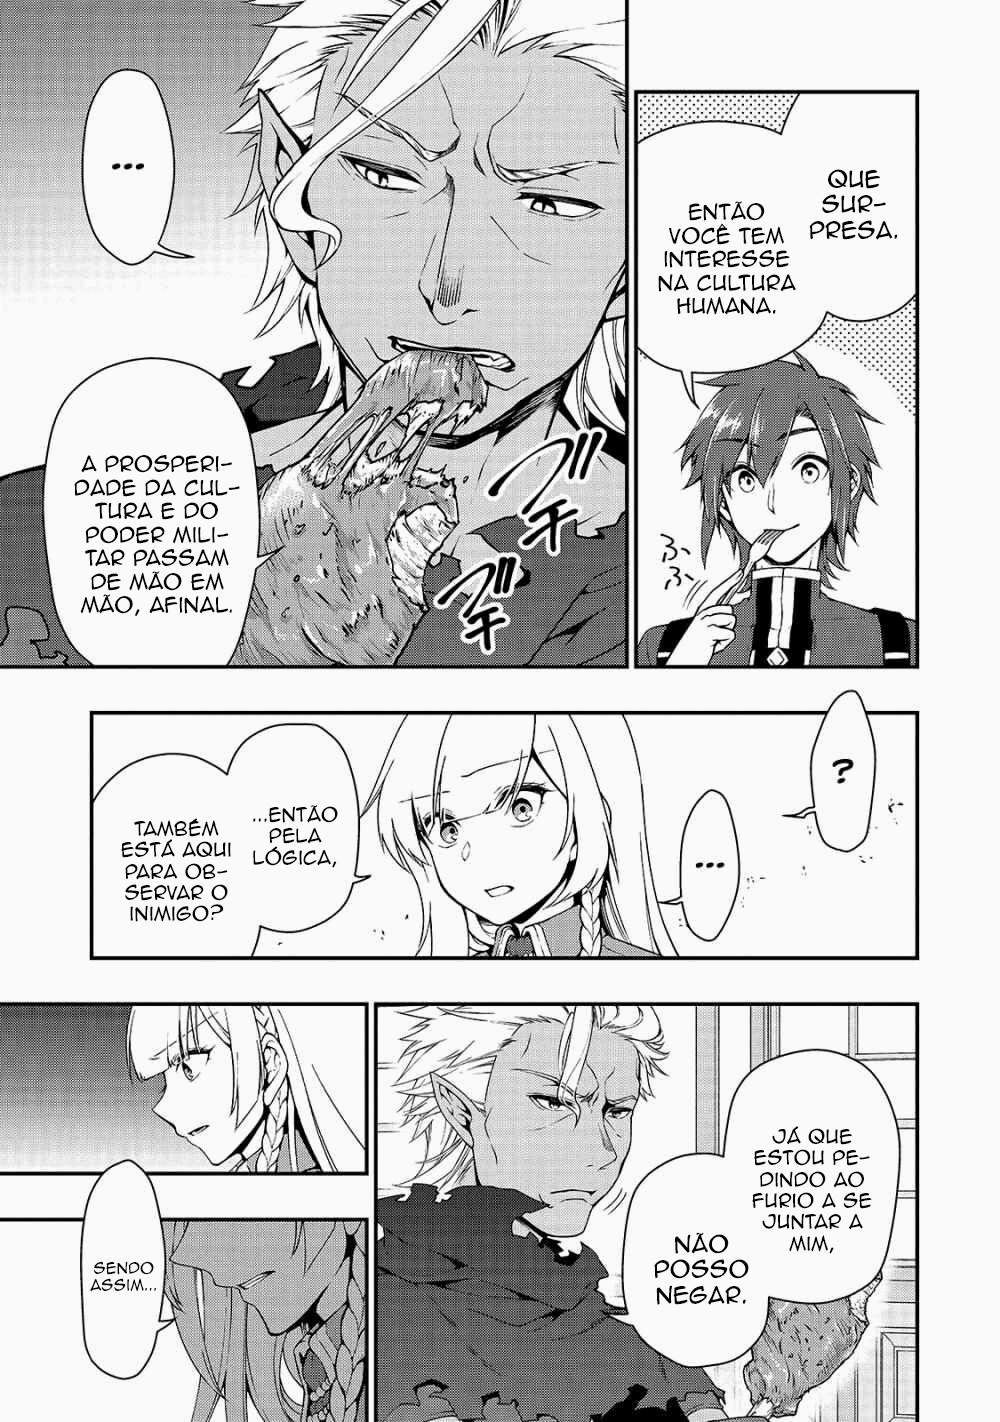 QUE
SUR-
PRESA.
ENTÃO
VOCÊ TEM
INTERESSE
NA CULTURA
HUMANA.
ふふ
...
ブチ
ブチ
A PROSPERI-
DADE DA CUL-
TURA E DO
PODER MILI-
TAR PASSAM
DE MÃO EM
MÃO, AFINAL.
?
...
...ENTÃO
PELA
LÓGICA,
TAMBÉM
ESTÁ AQUI
PARA OB-
SERVAR O
INIMIGO?
JÁ QUE
ESTOU PE-
DINDO AO
FURIO A SE
JUNTAR A
MIM,
NÃO
POSSO
NEGAR.
SENDO
ASSIM...